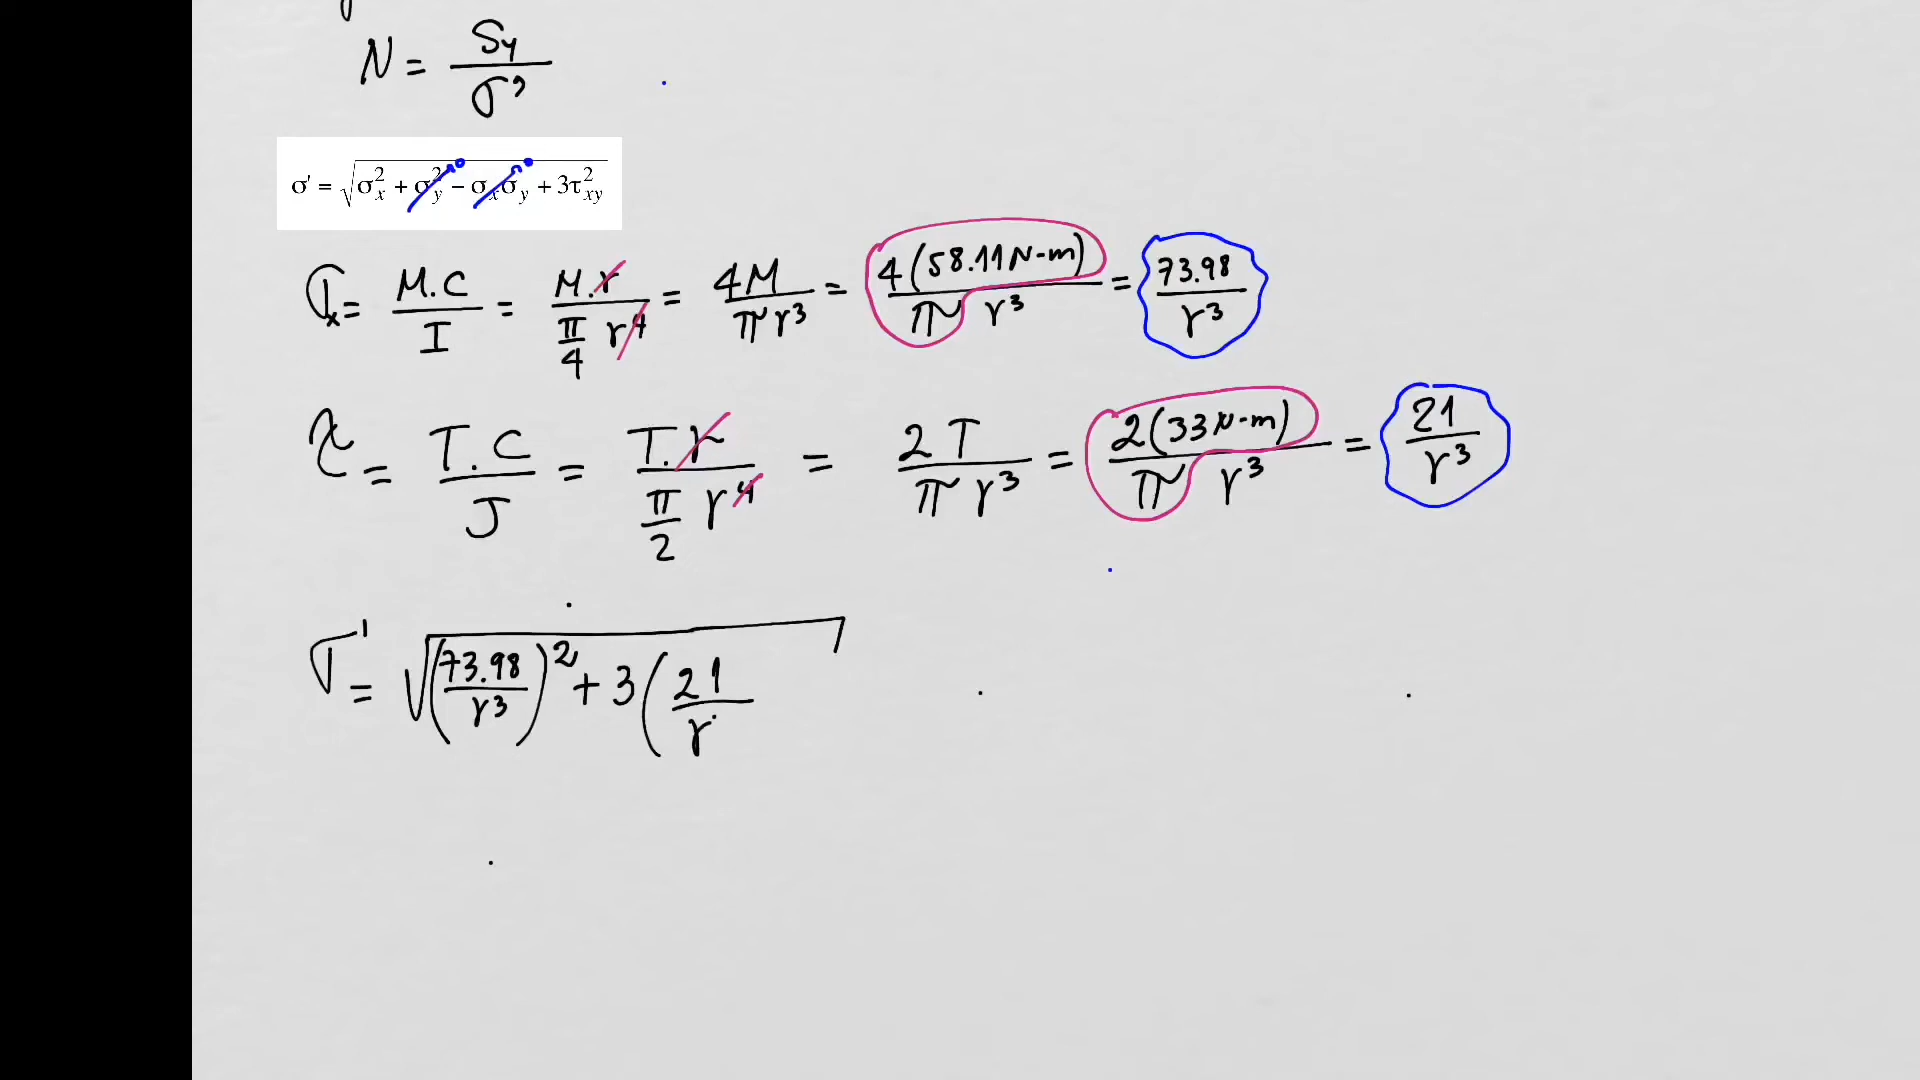 N = Sy / σ'
σ' = √(σx² + σy² − σxσy + 3τxy²)
σx = M.C / I = M.r / (π/4 r⁴) = 4M / πr³ = 4(58.11 N-m) / π r³ = 73.98 / r³
τ = T.C / J = T.r / (π/2 r⁴) = 2T / πr³ = 2(33 N-m) / π r³ = 21 / r³
σ' = √((73.98 / r³)² + 3(21 / r